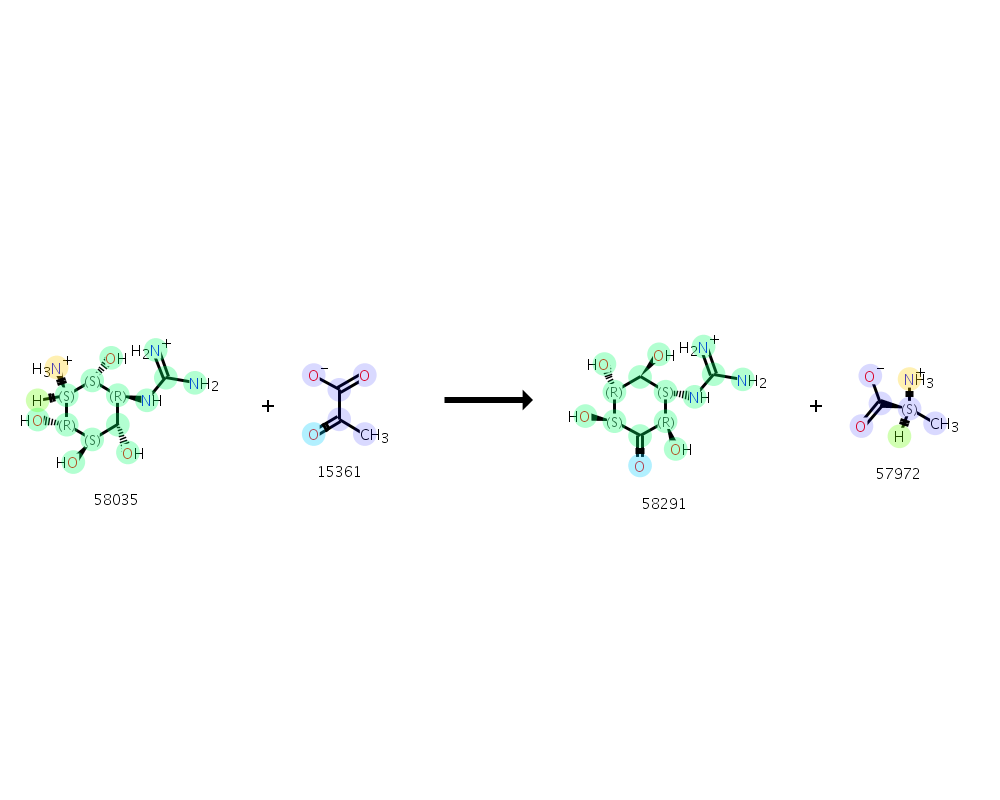 H₃N⁺ H (S) HO (R) (S) HO (S) OH (R) NH H₂N⁺ NH₂ OH
58035
+
O⁻ O O CH₃
15361
HO (R) HO (S) O (R) OH (S) NH OH H₂N⁺ NH₂
58291
+
O⁻ O (S) H NH₃⁺ CH₃
57972